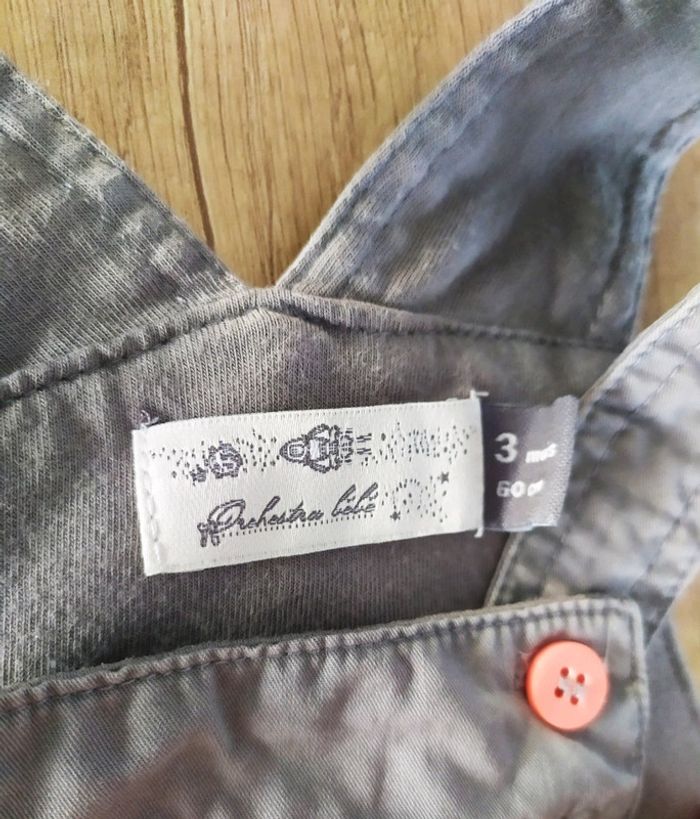 Orchestra bébé
3 mois
60 cm